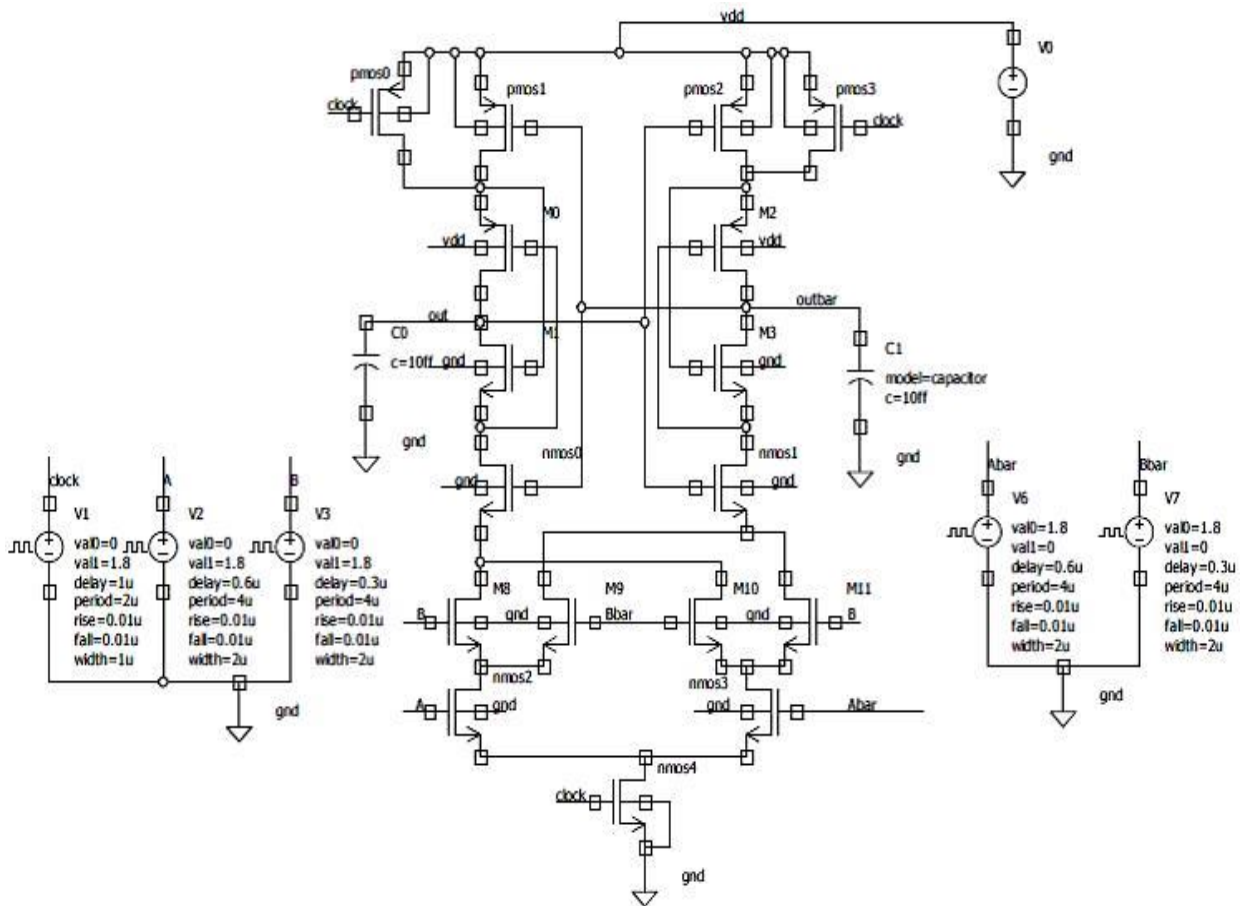 vdd
V0
pmos0
pmos1
pmos2
pmos3
clock
clock
gnd
M0
M2
vdd
vdd
outbar
out
C0
M1
M3
C1
gnd
c=10ff
gnd
model=capacitor
c=10ff
gnd
nmos0
nmos1
gnd
gnd
gnd
clock
A
B
Abar
Bbar
V1
V2
V3
V6
V7
val0=0
val1=1.8
delay=1u
period=2u
rise=0.01u
fall=0.01u
width=1u
val0=0
val1=1.8
delay=0.6u
period=4u
rise=0.01u
fall=0.01u
width=2u
val0=0
val1=1.8
delay=0.3u
period=4u
rise=0.01u
fall=0.01u
width=2u
val0=1.8
val1=0
delay=0.6u
period=4u
rise=0.01u
fall=0.01u
width=2u
val0=1.8
val1=0
delay=0.3u
period=4u
rise=0.01u
fall=0.01u
width=2u
M8
M9
M10
M11
B
gnd
Bbar
gnd
B
nmos2
nmos3
A
gnd
gnd
Abar
gnd
gnd
nmos4
clock
gnd